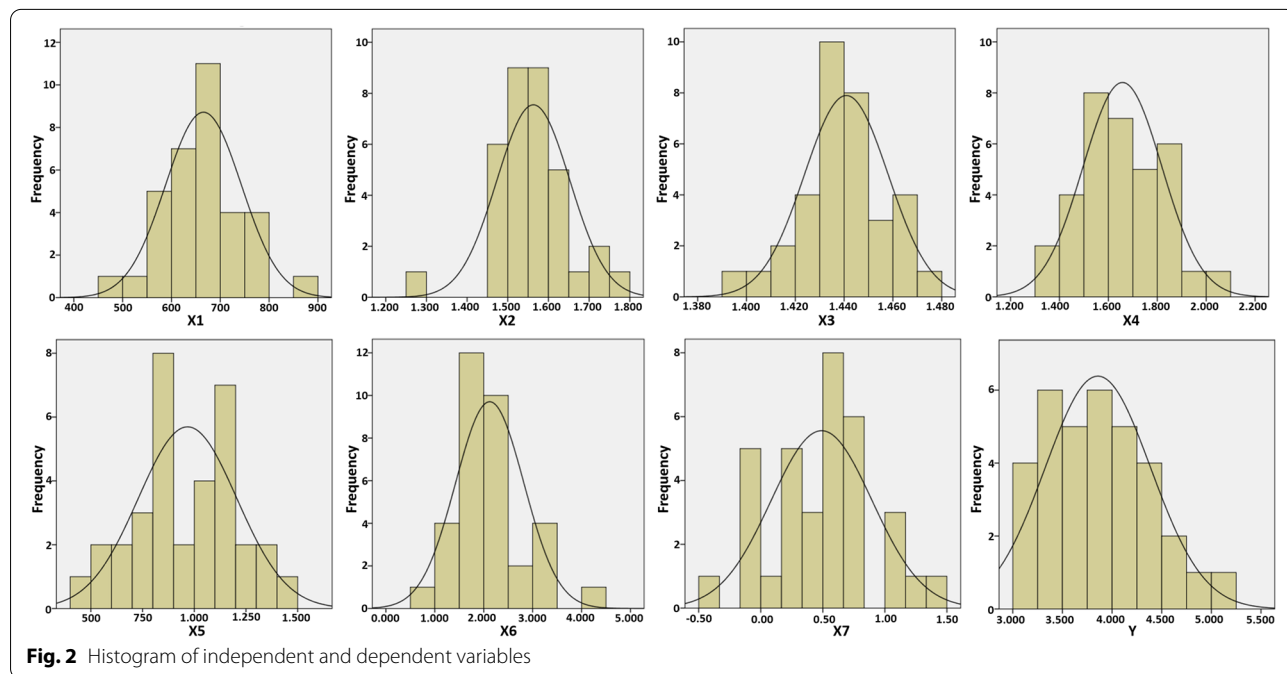 12
10
8
6
4
2
0
Frequency
400 500 600 700 800 900
X1
10
8
6
4
2
0
Frequency
1.200 1.300 1.400 1.500 1.600 1.700 1.800
X2
10
8
6
4
2
0
Frequency
1.380 1.400 1.420 1.440 1.460 1.480
X3
10
8
6
4
2
0
Frequency
1.200 1.400 1.600 1.800 2.000 2.200
X4
8
6
4
2
0
Frequency
500 750 1.000 1.250 1.500
X5
12
10
8
6
4
2
0
Frequency
0.000 1.000 2.000 3.000 4.000 5.000
X6
8
6
4
2
0
Frequency
-0.50 0.00 0.50 1.00 1.50
X7
6
4
2
0
Frequency
3.000 3.500 4.000 4.500 5.000 5.500
Y
Fig. 2 Histogram of independent and dependent variables